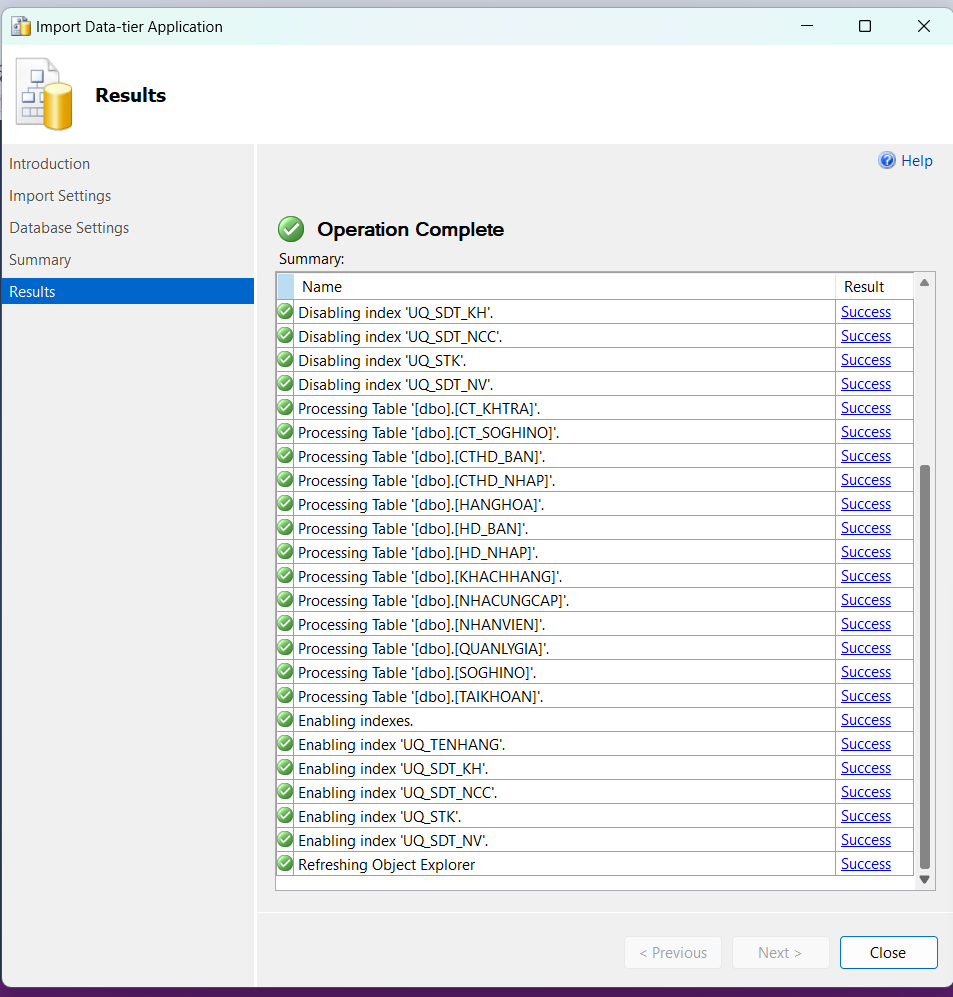 Import Data-tier Application
Results
Introduction
Import Settings
Database Settings
Summary
Results
Help
Operation Complete
Summary:
Name Result
Disabling index 'UQ_SDT_KH'. Success
Disabling index 'UQ_SDT_NCC'. Success
Disabling index 'UQ_STK'. Success
Disabling index 'UQ_SDT_NV'. Success
Processing Table '[dbo].[CT_KHTRA]'. Success
Processing Table '[dbo].[CT_SOGHINO]'. Success
Processing Table '[dbo].[CTHD_BAN]'. Success
Processing Table '[dbo].[CTHD_NHAP]'. Success
Processing Table '[dbo].[HANGHOA]'. Success
Processing Table '[dbo].[HD_BAN]'. Success
Processing Table '[dbo].[HD_NHAP]'. Success
Processing Table '[dbo].[KHACHHANG]'. Success
Processing Table '[dbo].[NHACUNGCAP]'. Success
Processing Table '[dbo].[NHANVIEN]'. Success
Processing Table '[dbo].[QUANLYGIA]'. Success
Processing Table '[dbo].[SOGHINO]'. Success
Processing Table '[dbo].[TAIKHOAN]'. Success
Enabling indexes. Success
Enabling index 'UQ_TENHANG'. Success
Enabling index 'UQ_SDT_KH'. Success
Enabling index 'UQ_SDT_NCC'. Success
Enabling index 'UQ_STK'. Success
Enabling index 'UQ_SDT_NV'. Success
Refreshing Object Explorer Success
< Previous Next > Close